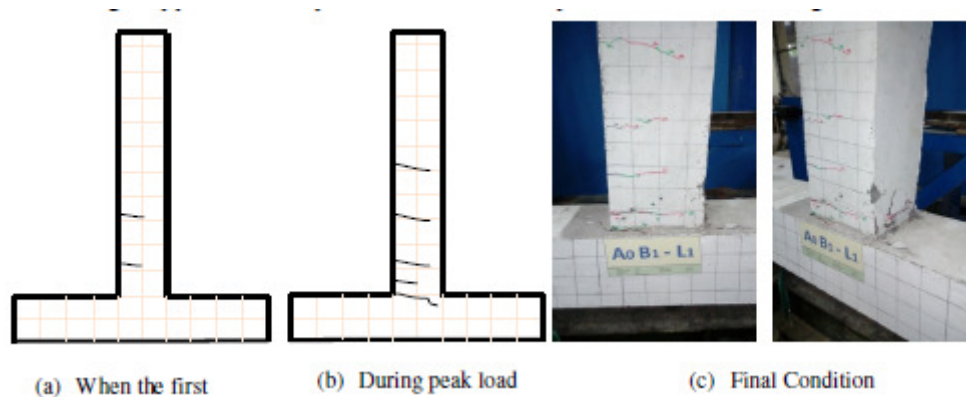 A0 B1 - L1
A0 B1 - L1
(a) When the first
(b) During peak load
(c) Final Condition